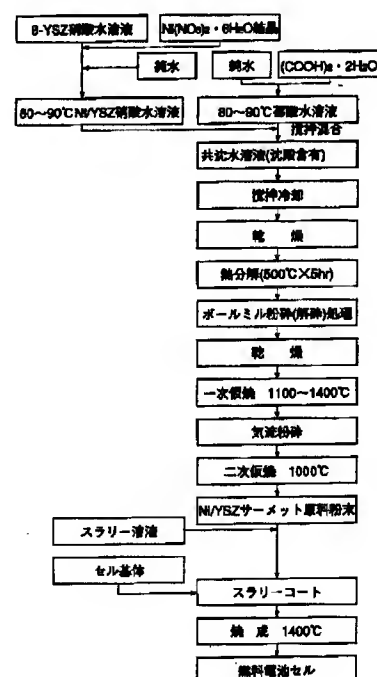 8-YSZ硝酸水溶液
Ni(NO₃)₂・6H₂O結晶
純水
純水
(COOH)₂・2H₂O
80〜90℃Ni/YSZ硝酸水溶液
80〜90℃蓚酸水溶液
撹拌混合
共沈水溶液(沈殿含有)
撹拌冷却
乾　燥
熱分解(500℃×5hr)
ボールミル粉砕(解砕)処理
乾　燥
一次仮焼　1100〜1400℃
気流粉砕
二次仮焼　1000℃
Ni/YSZサーメット原料粉末
スラリー溶液
セル基体
スラリーコート
焼　成　1400℃
燃料電池セル